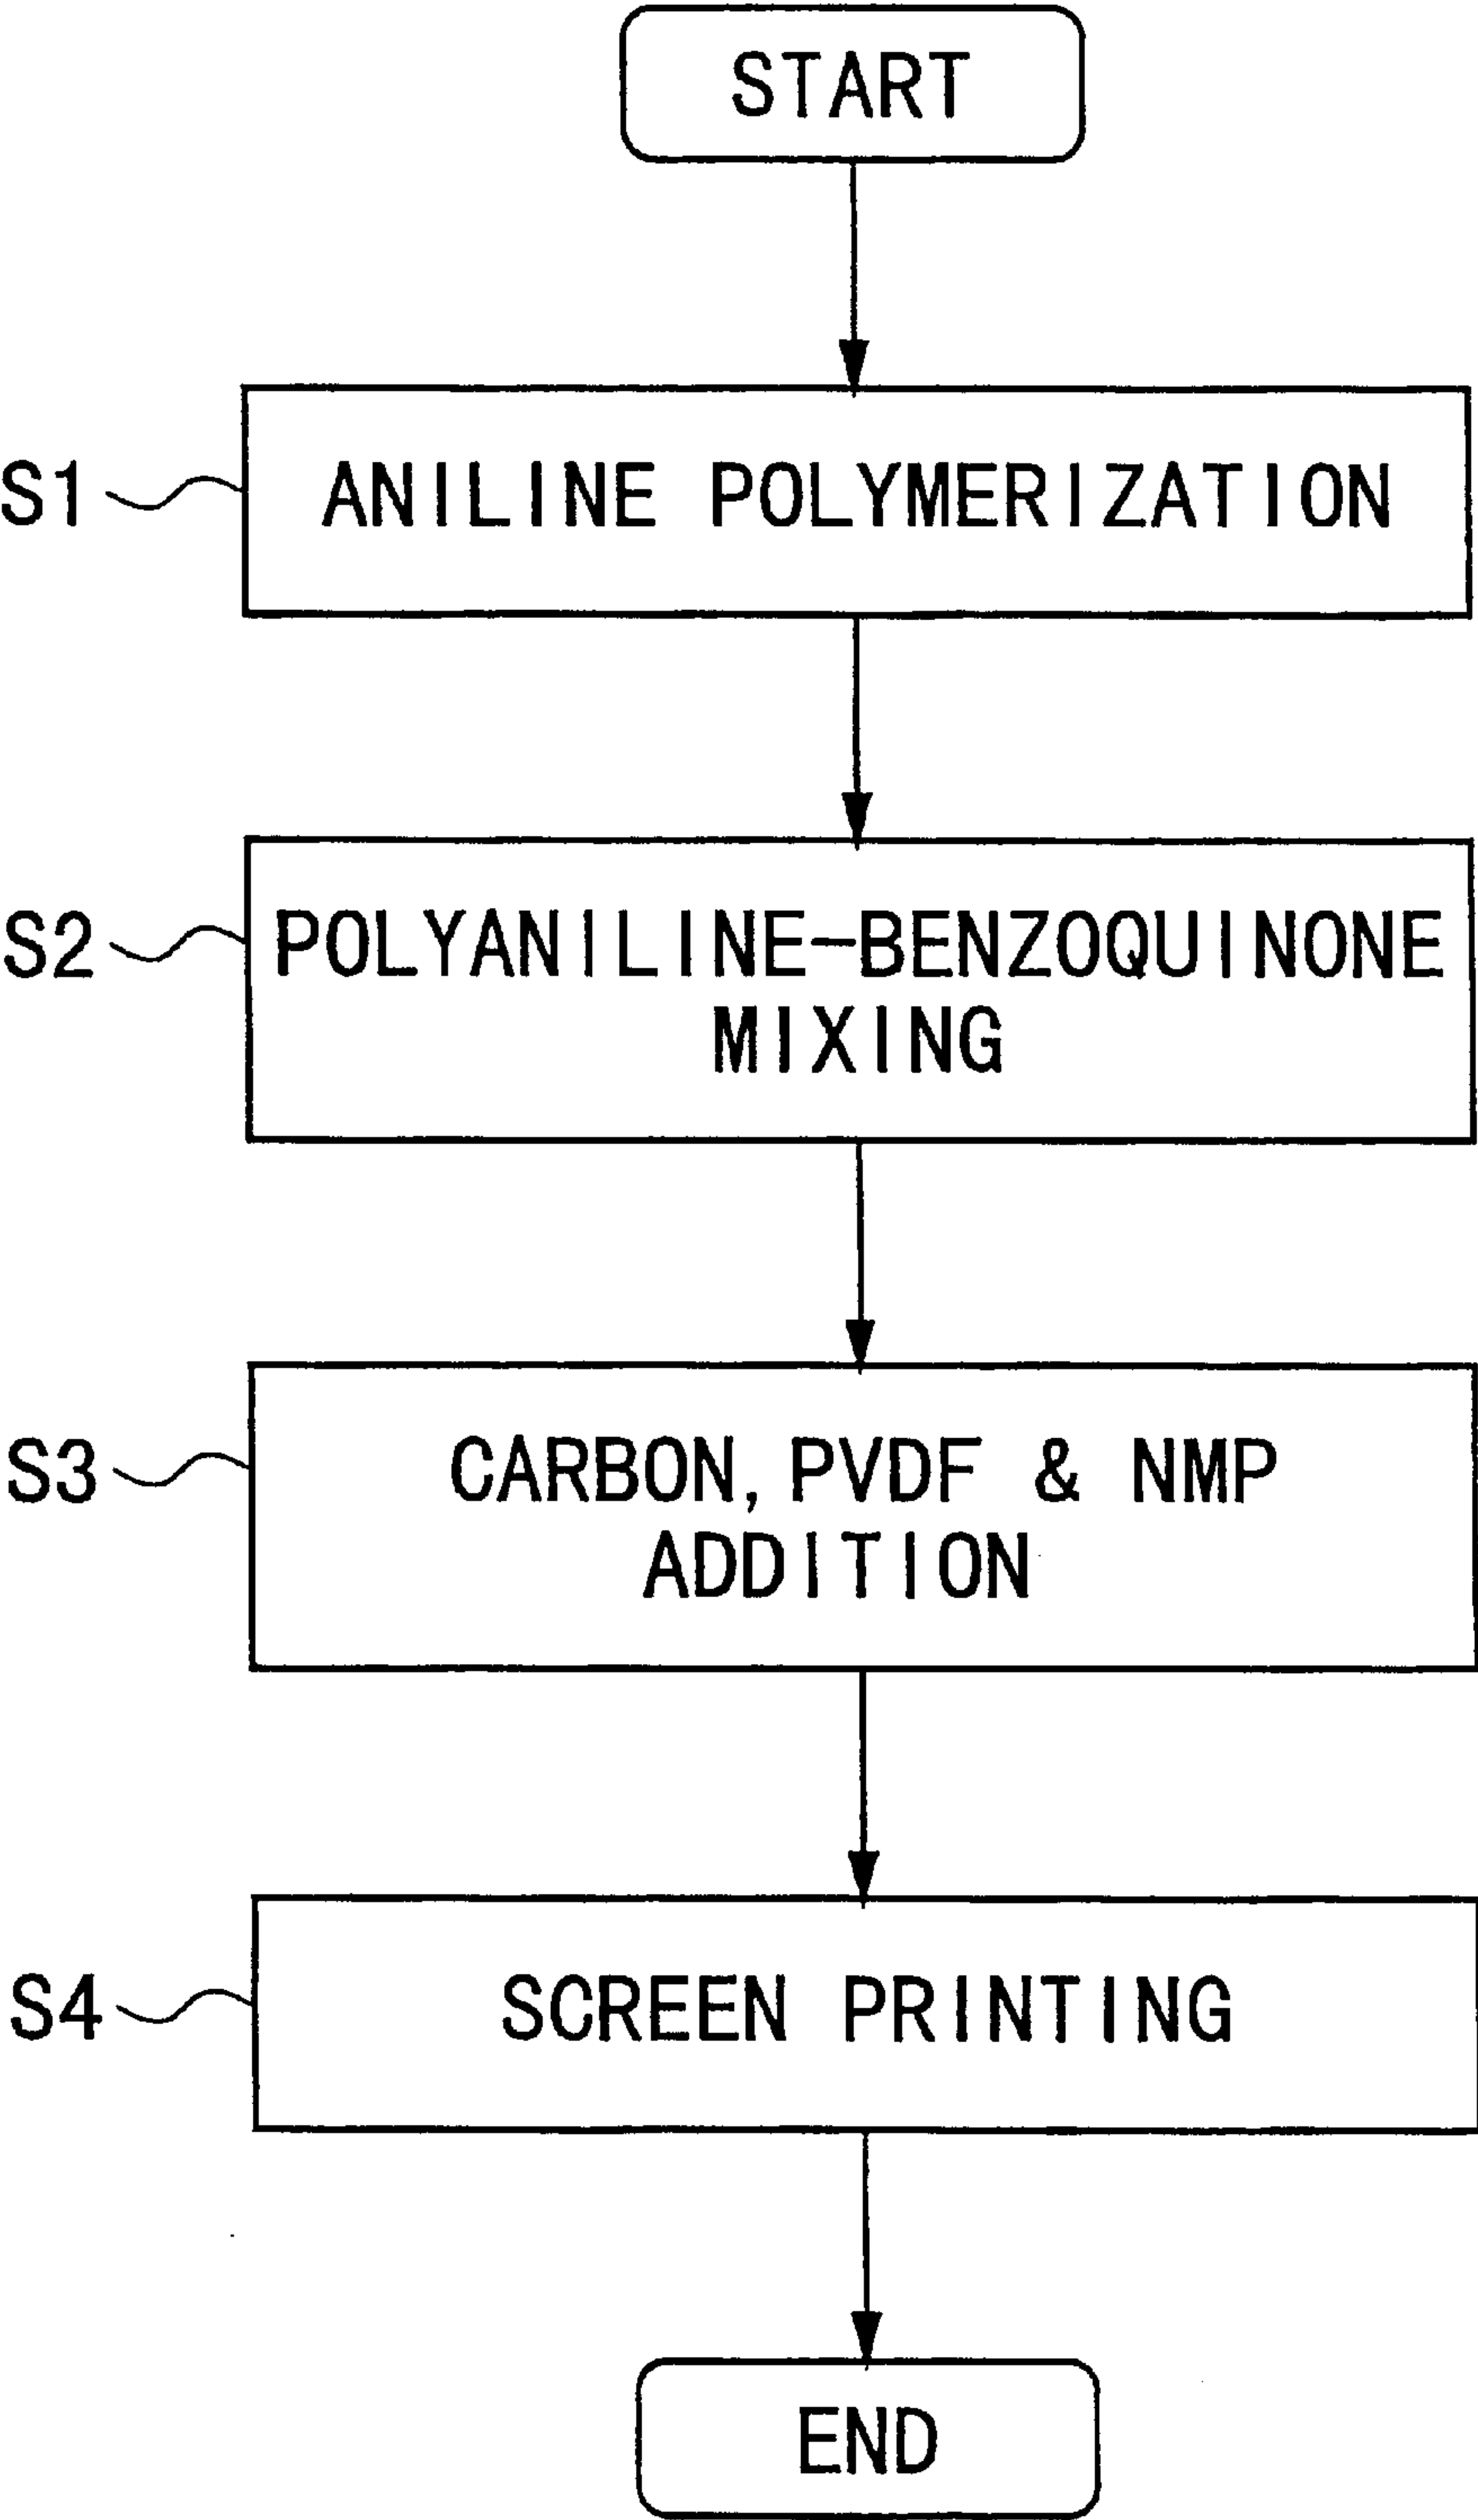 START
S1
ANILINE POLYMERIZATION
S2
POLYANILINE-BENZOQUINONE
MIXING
S3
CARBON, PVDF & NMP
ADDITION
S4
SCREEN PRINTING
END